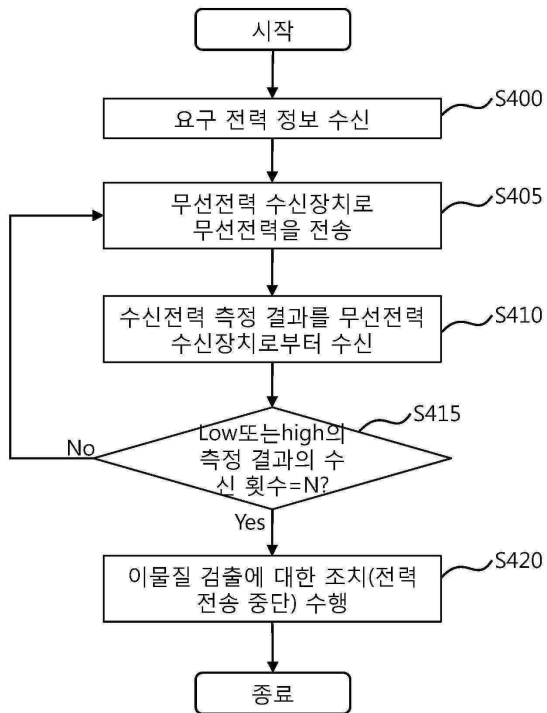 시작
S400
요구 전력 정보 수신
S405
무선전력 수신장치로
무선전력을 전송
S410
수신전력 측정 결과를 무선전력
수신장치로부터 수신
S415
Low또는high의
측정 결과의 수
신 횟수=N?
No
Yes
S420
이물질 검출에 대한 조치(전력
전송 중단) 수행
종료